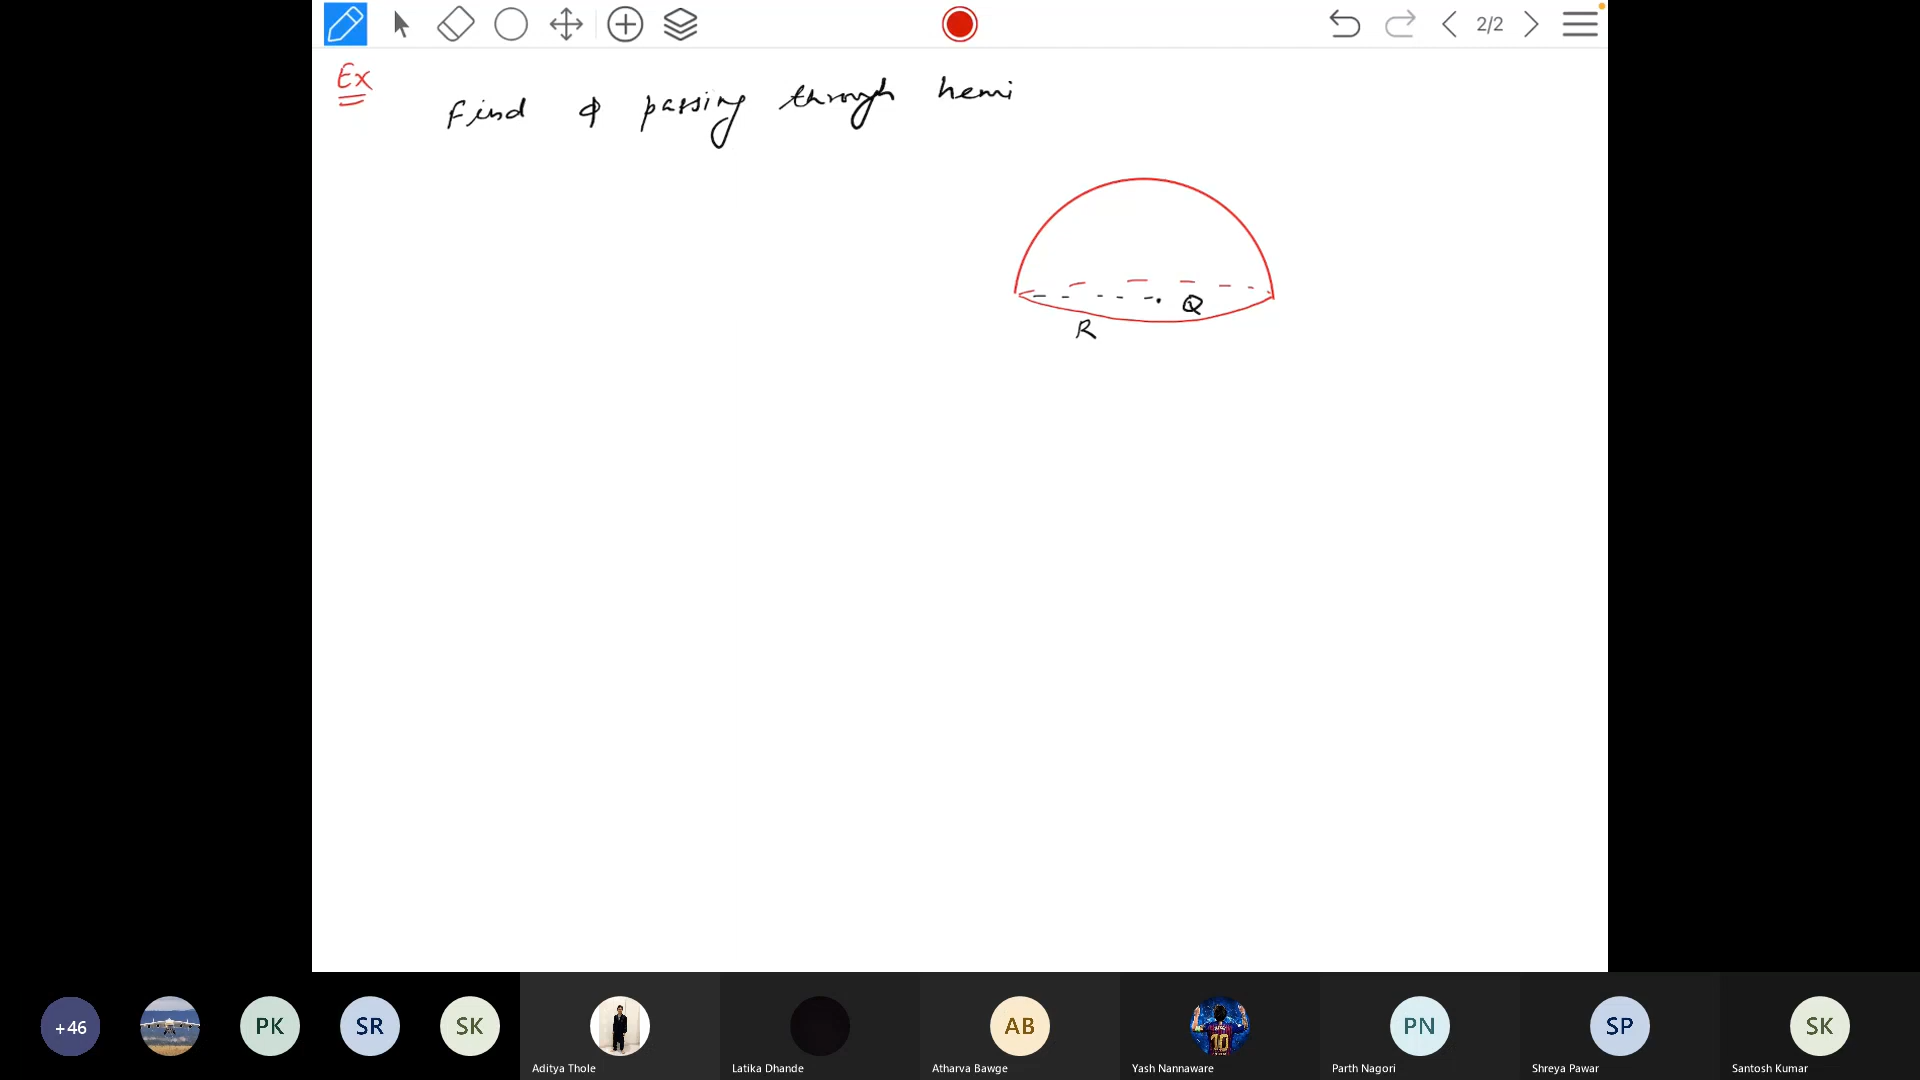 2/2
Ex
Find φ passing through hemi
Q
R
+46
PK
SR
SK
AB
10
PN
SP
SK
Aditya Thole
Latika Dhande
Atharva Bawge
Yash Nannaware
Parth Nagori
Shreya Pawar
Santosh Kumar